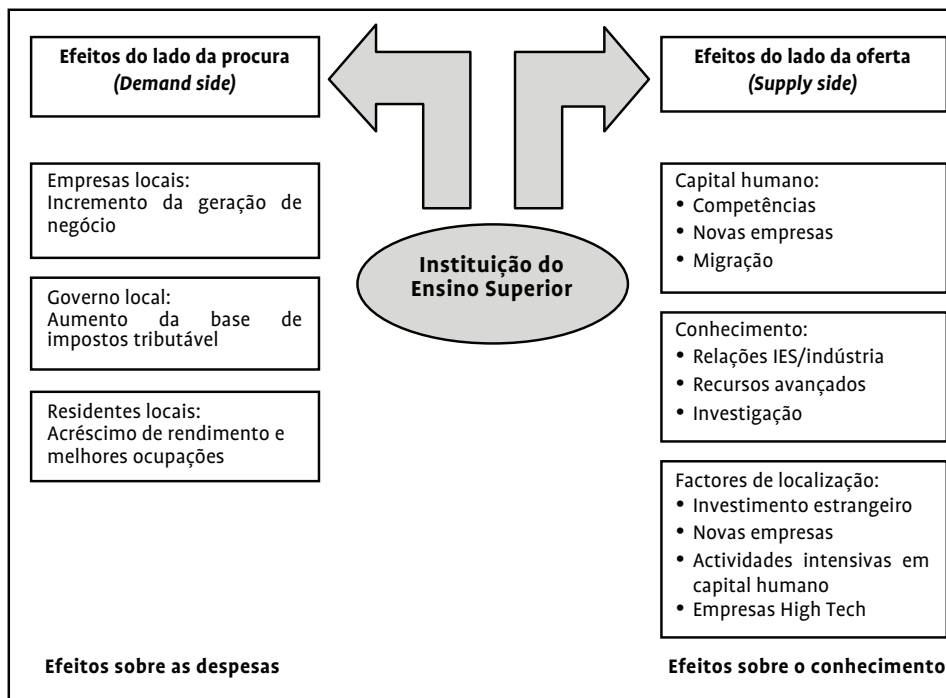 Efeitos do lado da procura
(Demand side)
Empresas locais:
Incremento da geração de
negócio
Governo local:
Aumento da base de
impostos tributável
Residentes locais:
Acréscimo de rendimento e
melhores ocupações
Efeitos sobre as despesas
Instituição do
Ensino Superior
Efeitos do lado da oferta
(Supply side)
Capital humano:
• Competências
• Novas empresas
• Migração
Conhecimento:
• Relações IES/indústria
• Recursos avançados
• Investigação
Factores de localização:
• Investimento estrangeiro
• Novas empresas
• Actividades intensivas em
capital humano
• Empresas High Tech
Efeitos sobre o conhecimento